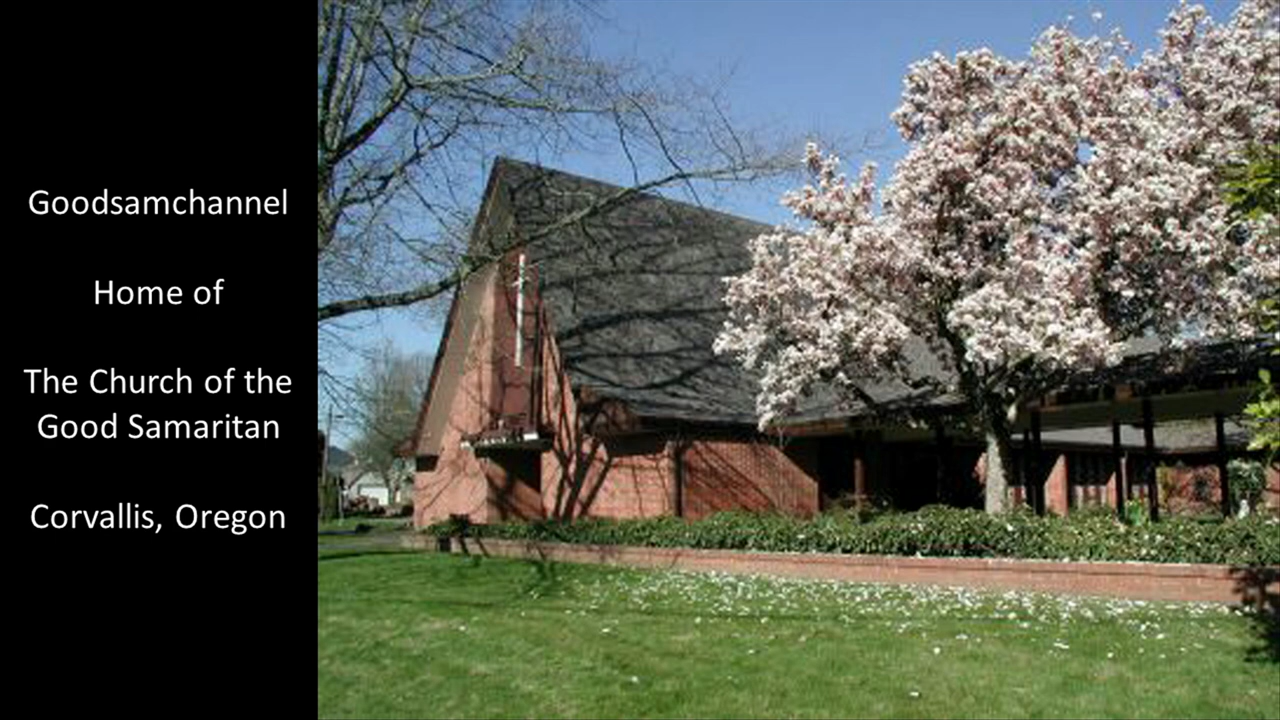 Goodsamchannel
Home of
The Church of the
Good Samaritan
Corvallis, Oregon